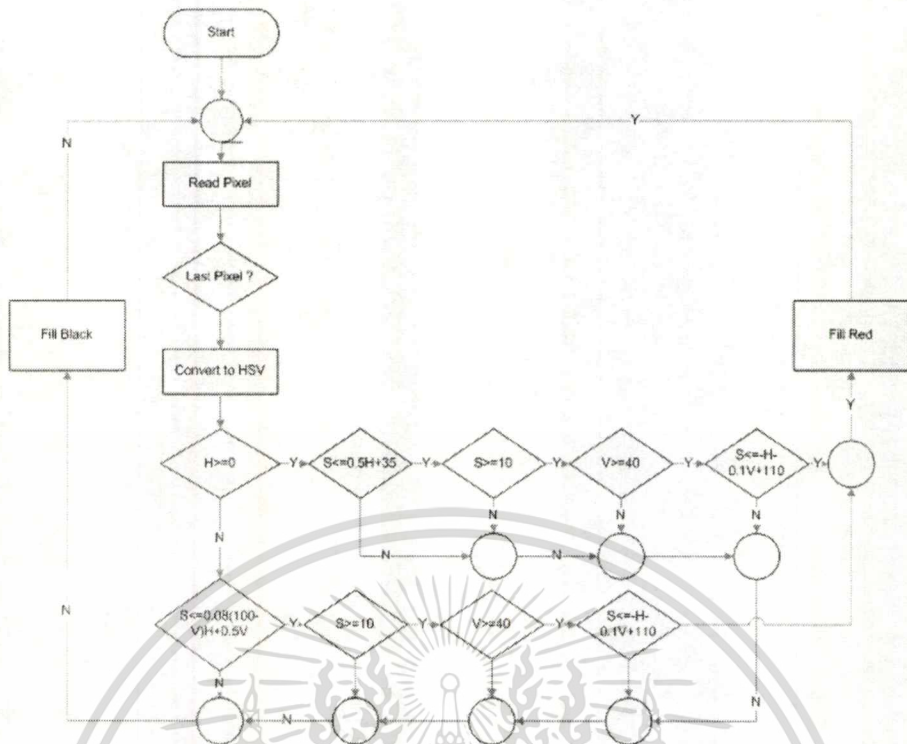 Start
N
Y
Read Pixel
Last Pixel ?
Fill Black
Fill Red
Convert to HSV
Y
H>=0
Y
S<=0.5H+35
Y
S>=10
Y
V>=40
Y
S<=-H-
0.1V+110
Y
N
N
N
N
N
N
N
S<=0.08(100-
V)H+0.5V
Y
S>=10
Y
V>=40
Y
S<=-H-
0.1V+110
N
N
N
N